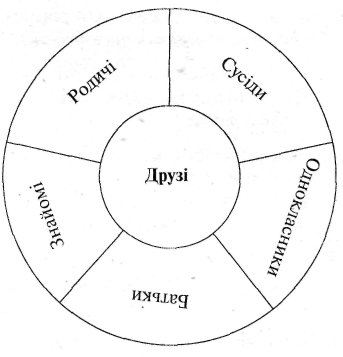 Родичі
Сусіди
Друзі
Знайомі
Однокласники
Батьки